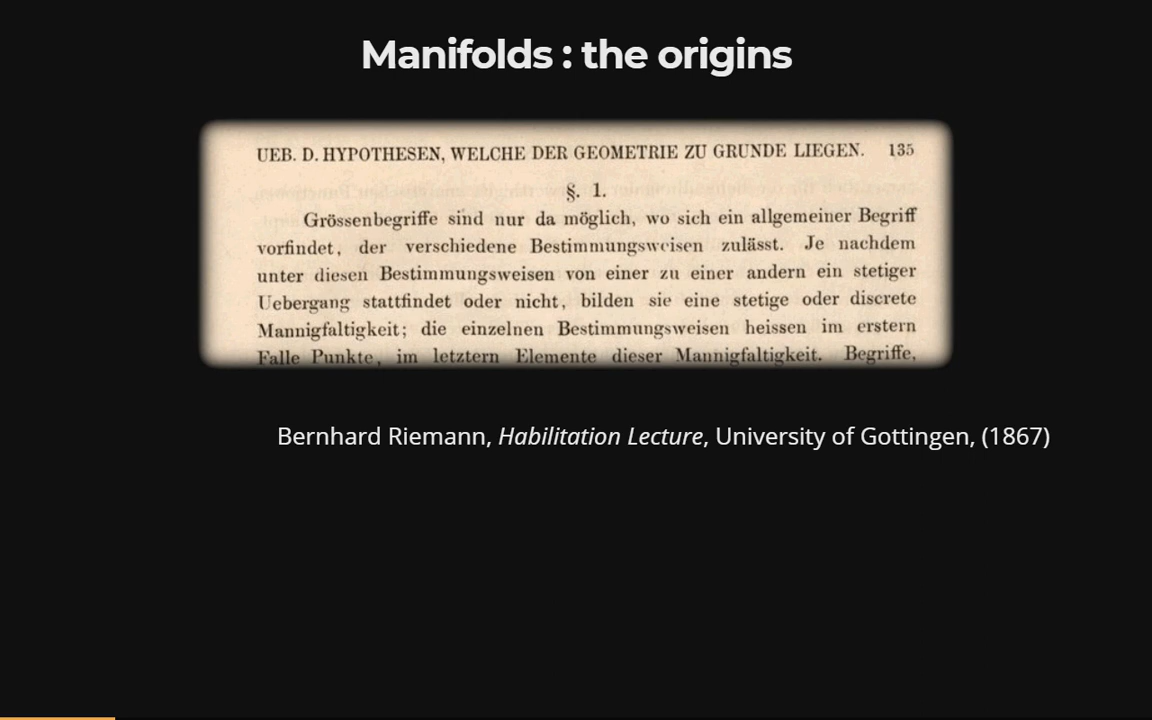 Manifolds : the origins
UEB. D. HYPOTHESEN, WELCHE DER GEOMETRIE ZU GRUNDE LIEGEN. 135
§. 1.
Grössenbegriffe sind nur da möglich, wo sich ein allgemeiner Begriff
vorfindet, der verschiedene Bestimmungsweisen zulässt. Je nachdem
unter diesen Bestimmungsweisen von einer zu einer andern ein stetiger
Uebergang stattfindet oder nicht, bilden sie eine stetige oder discrete
Mannigfaltigkeit; die einzelnen Bestimmungsweisen heissen im erstern
Falle Punkte, im letztern Elemente dieser Mannigfaltigkeit. Begriffe,
Bernhard Riemann, Habilitation Lecture, University of Gottingen, (1867)